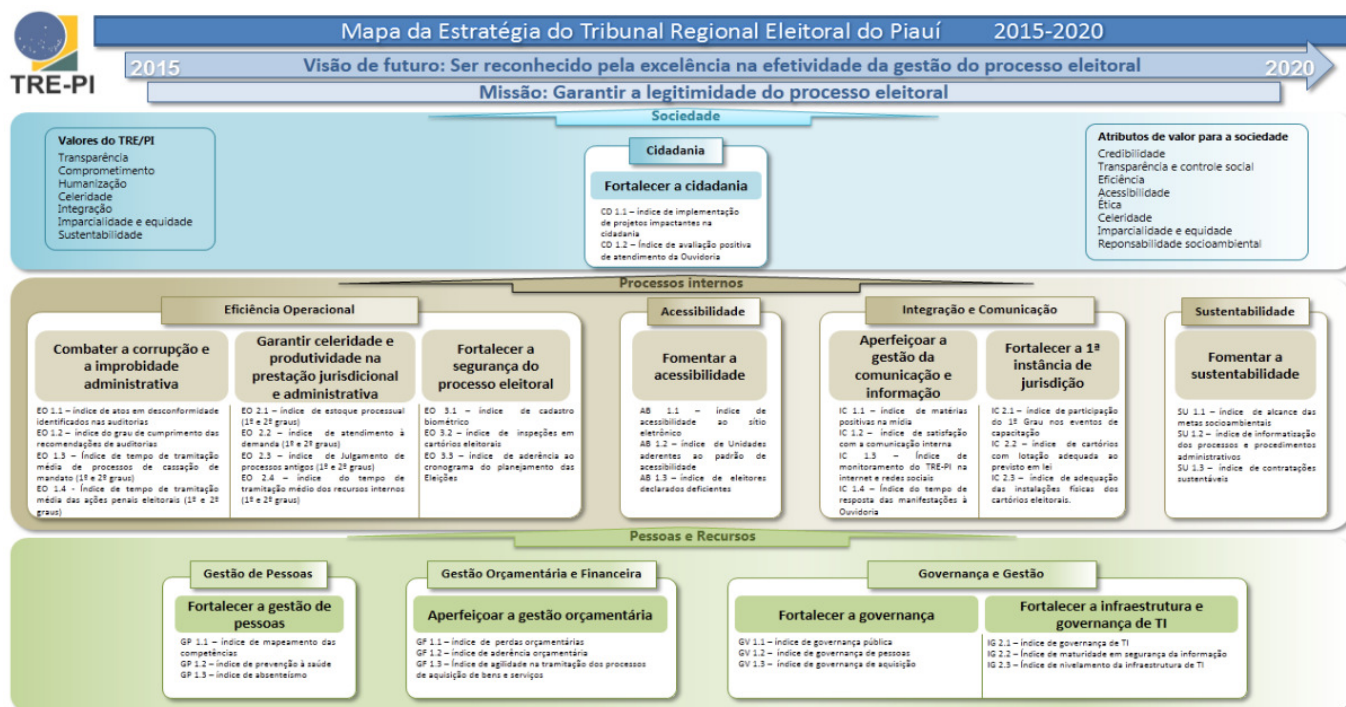 Mapa da Estratégia do Tribunal Regional Eleitoral do Piauí 2015-2020
TRE-PI
2015
Visão de futuro: Ser reconhecido pela excelência na efetividade da gestão do processo eleitoral
2020
Missão: Garantir a legitimidade do processo eleitoral
Sociedade
Valores do TRE/PI
Transparência
Comprometimento
Humanização
Celeridade
Integração
Imparcialidade e equidade
Sustentabilidade
Cidadania
Fortalecer a cidadania
CD 1.1 – índice de implementação
de projetos impactantes na
cidadania
CD 1.2 – Índice de avaliação positiva
de atendimento da Ouvidoria
Atributos de valor para a sociedade
Credibilidade
Transparência e controle social
Eficiência
Acessibilidade
Ética
Celeridade
Imparcialidade e equidade
Reponsabilidade socioambiental
Processos internos
Eficiência Operacional
Combater a corrupção e
a improbidade
administrativa
EO 1.1 – índice de atos em desconformidade
identificados nas auditorias
EO 1.2 – índice do grau de cumprimento das
recomendações de auditorias
EO 1.3 – Índice de tempo de tramitação
média de processos de cassação de
mandato (1º e 2º graus)
EO 1.4 - Índice de tempo de tramitação
média das ações penais eleitorais (1º e 2º
graus)
Garantir celeridade e
produtividade na
prestação jurisdicional
e administrativa
EO 2.1 – índice de estoque processual
(1º e 2º graus)
EO 2.2 – índice de atendimento à
demanda (1º e 2º graus)
EO 2.3 – índice de Julgamento de
processos antigos (1º e 2º graus)
EO 2.4 – índice do tempo de
tramitação médio dos recursos internos
(1º e 2º graus)
Fortalecer a
segurança do
processo eleitoral
EO 3.1 – índice de cadastro
biométrico
EO 3.2 – índice de inspeções em
cartórios eleitorais
EO 3.3 – índice de aderência ao
cronograma do planejamento das
Eleições
Acessibilidade
Fomentar a
acessibilidade
AB 1.1 – índice de
acessibilidade ao sítio
eletrônico
AB 1.2 – índice de Unidades
aderentes ao padrão de
acessibilidade
AB 1.3 – índice de eleitores
declarados deficientes
Integração e Comunicação
Aperfeiçoar a
gestão da
comunicação e
informação
IC 1.1 – índice de matérias
positivas na mídia
IC 1.2 – índice de satisfação
com a comunicação interna
IC 1.3 – Índice de
monitoramento do TRE-PI na
internet e redes sociais
IC 1.4 – Índice do tempo de
resposta das manifestações à
Ouvidoria
Fortalecer a 1ª
instância de
jurisdição
IC 2.1 – Índice de participação
do 1º Grau nos eventos de
capacitação
IC 2.2 – índice de cartórios
com lotação adequada ao
previsto em lei
IC 2.3 – índice de adequação
das instalações físicas dos
cartórios eleitorais.
Sustentabilidade
Fomentar a
sustentabilidade
SU 1.1 – índice de alcance das
metas socioambientais
SU 1.2 – índice de informatização
dos processos e procedimentos
administrativos
SU 1.3 – índice de contratações
sustentáveis
Pessoas e Recursos
Gestão de Pessoas
Fortalecer a gestão de
pessoas
GP 1.1 – índice de mapeamento das
competências
GP 1.2 – índice de prevenção à saúde
GP 1.3 – índice de absenteísmo
Gestão Orçamentária e Financeira
Aperfeiçoar a gestão orçamentária
GF 1.1 – índice de perdas orçamentárias
GF 1.2 – índice de aderência orçamentária
GF 1.3 – Índice de agilidade na tramitação dos processos
de aquisição de bens e serviços
Governança e Gestão
Fortalecer a governança
GV 1.1 – índice de governança pública
GV 1.2 – índice de governança de pessoas
GV 1.3 – índice de governança de aquisição
Fortalecer a infraestrutura e
governança de TI
IG 2.1 – índice de governança de TI
IG 2.2 – Índice de maturidade em segurança da informação
IG 2.3 – Índice de nivelamento da infraestrutura de TI